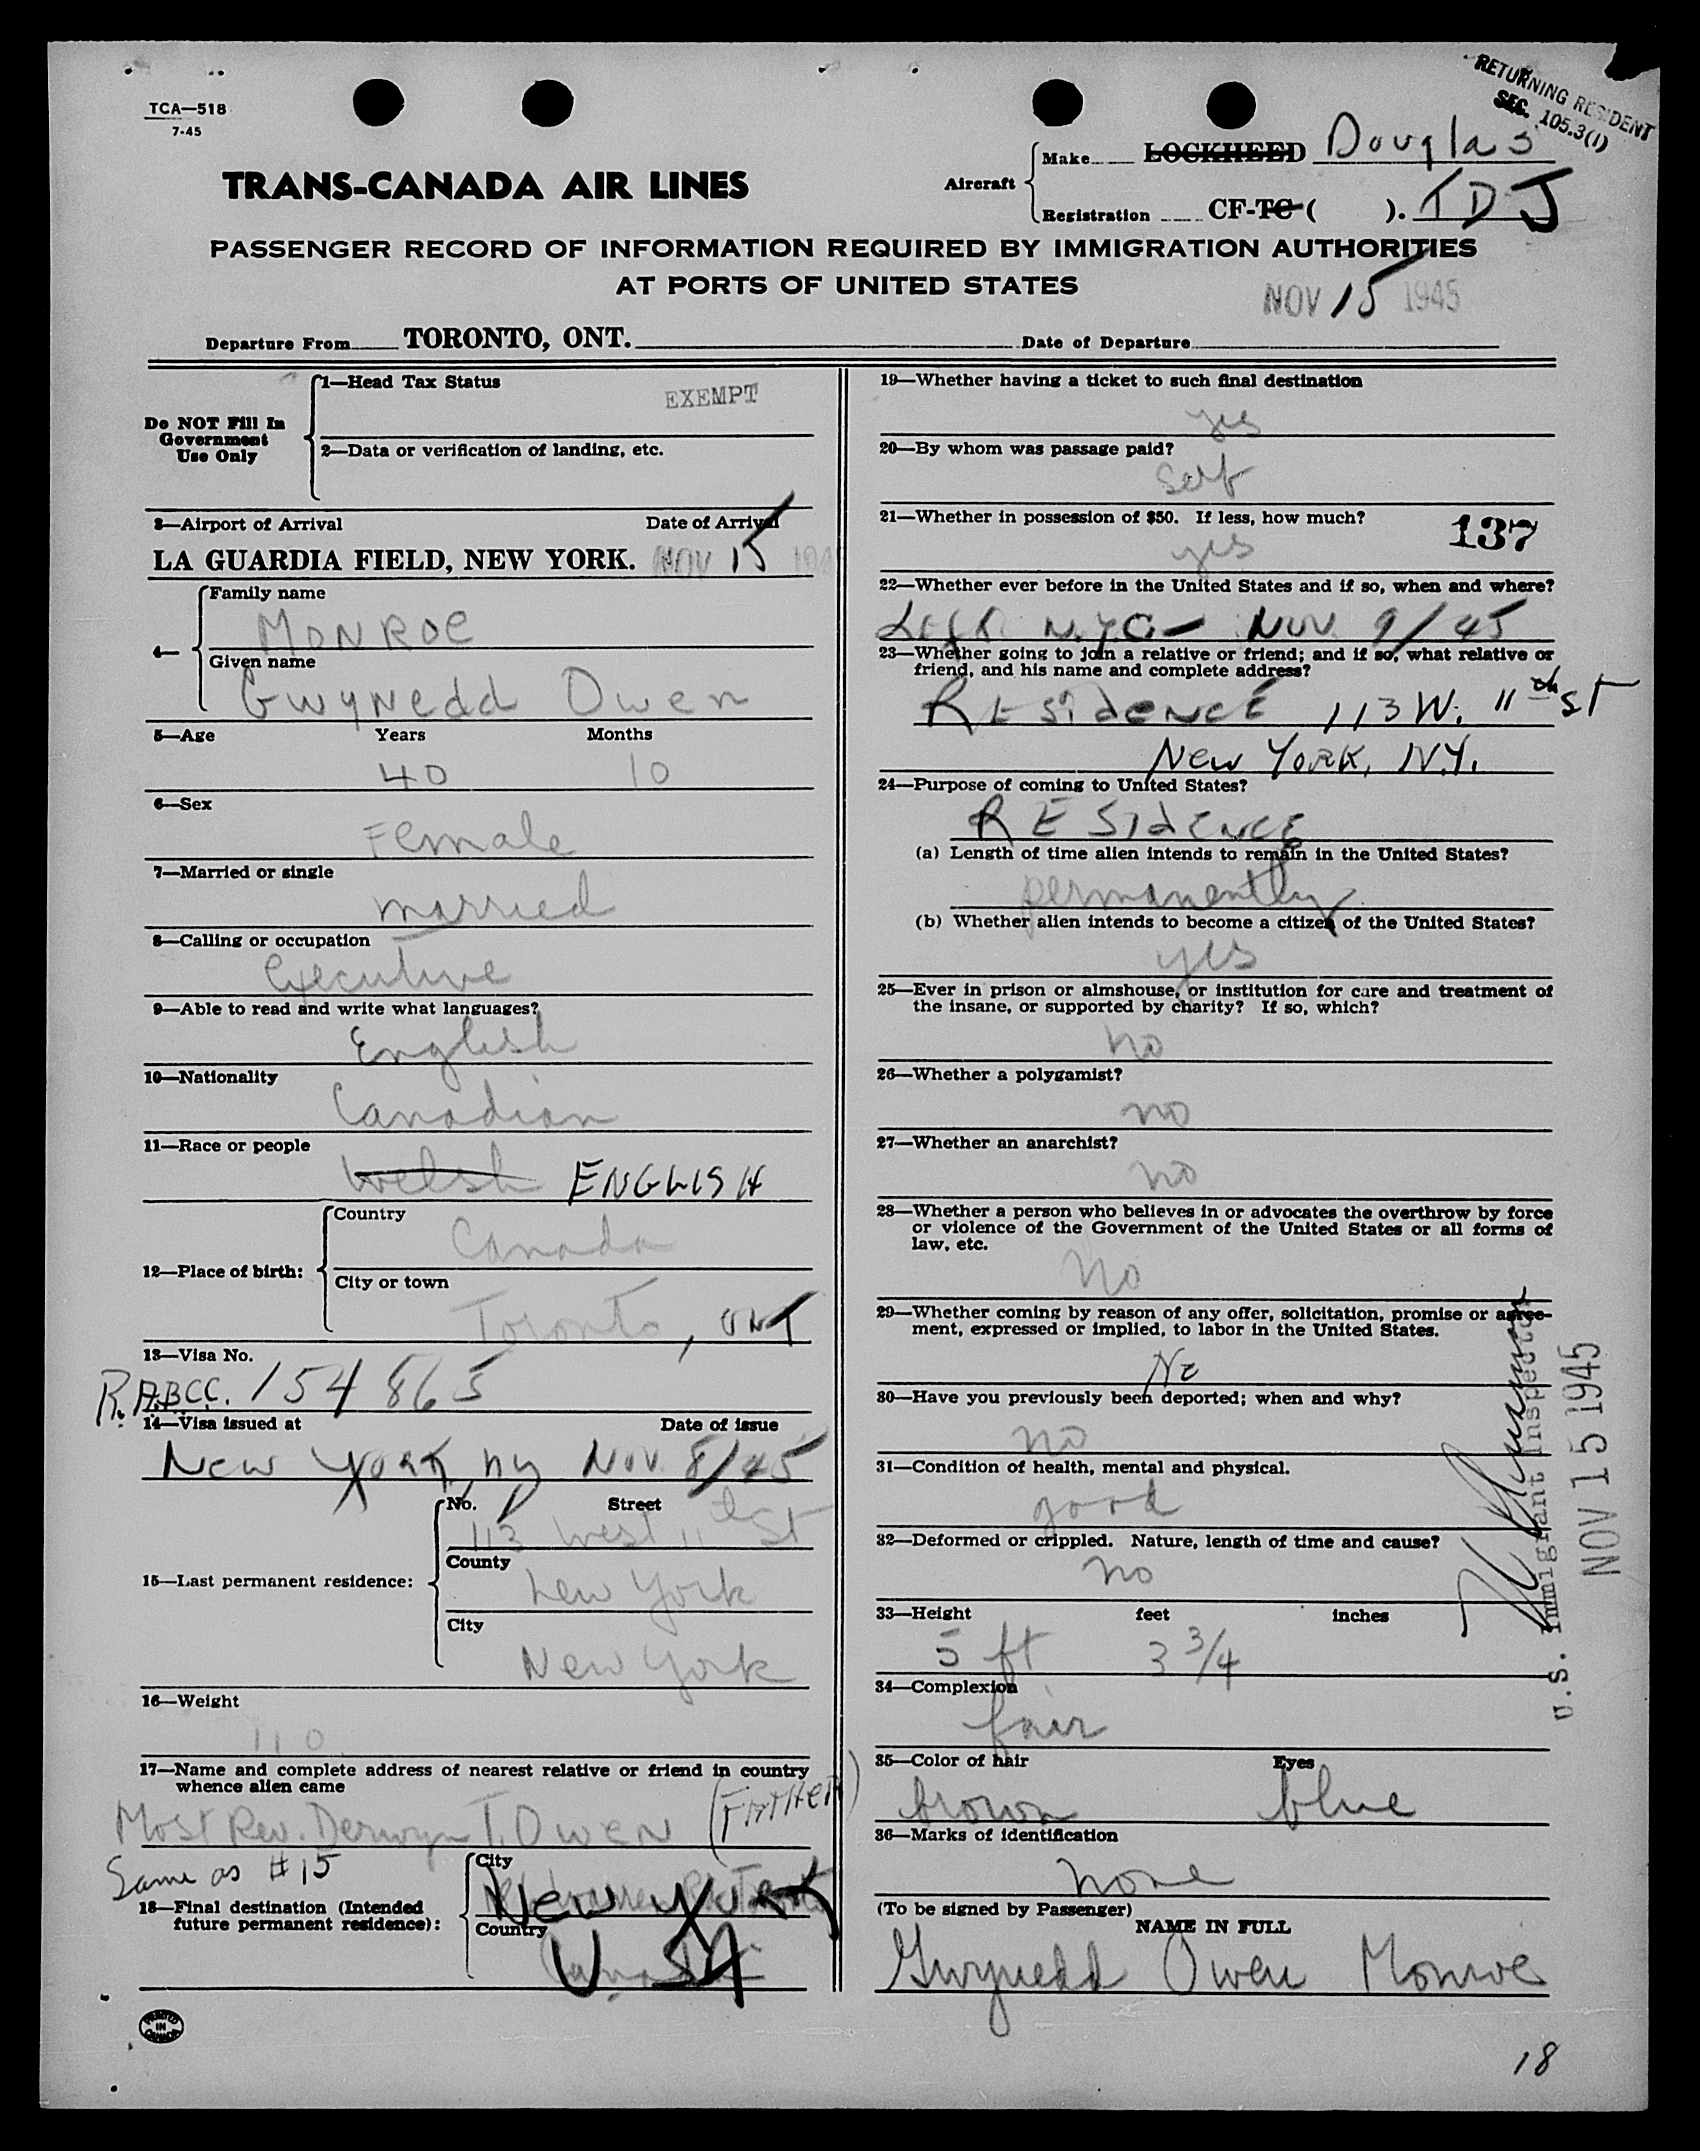 RETURNING RESIDENT
SEC. 105.3(1)
TCA—518
7-45
TRANS-CANADA AIR LINES
Aircraft
Make LOCKHEED Douglas
Registration CF-TC ( ). TDJ
PASSENGER RECORD OF INFORMATION REQUIRED BY IMMIGRATION AUTHORITIES
AT PORTS OF UNITED STATES
NOV 15 1945
Departure From TORONTO, ONT. Date of Departure
Do NOT Fill In
Government
Use Only
1—Head Tax Status
EXEMPT
2—Data or verification of landing, etc.
3—Airport of Arrival Date of Arrival
LA GUARDIA FIELD, NEW YORK. NOV 15 194
4—
Family name
MONROE
Given name
Gwynedd Owen
5—Age Years Months
40 10
6—Sex
Female
7—Married or single
married
8—Calling or occupation
Executive
9—Able to read and write what languages?
English
10—Nationality
Canadian
11—Race or people
Welsh ENGLISH
12—Place of birth:
Country
Canada
City or town
Toronto, ONT
13—Visa No.
R.A.B.C.C. 154865
14—Visa issued at Date of issue
New York, ny Nov. 8/45
15—Last permanent residence:
No. Street
113 West 11th St
County
New York
City
New York
16—Weight
110
17—Name and complete address of nearest relative or friend in country
whence alien came
Most Rev. Derwyn T. Owen (FATHER)
Same as #15
18—Final destination (Intended
future permanent residence):
City
New York
Country
U.S.A.
PRINTED
IN
CANADA
19—Whether having a ticket to such final destination
yes
20—By whom was passage paid?
Self
21—Whether in possession of $50. If less, how much?
137
yes
22—Whether ever before in the United States and if so, when and where?
Left N.Y.C. — Nov 9/45
23—Whether going to join a relative or friend; and if so, what relative or
friend, and his name and complete address?
RESIDENCE 113 W. 11th ST
New YORK, N.Y.
24—Purpose of coming to United States?
RESIDENCE
(a) Length of time alien intends to remain in the United States?
permanently
(b) Whether alien intends to become a citizen of the United States?
yes
25—Ever in prison or almshouse, or institution for care and treatment of
the insane, or supported by charity? If so, which?
no
26—Whether a polygamist?
no
27—Whether an anarchist?
no
28—Whether a person who believes in or advocates the overthrow by force
or violence of the Government of the United States or all forms of
law, etc.
No
29—Whether coming by reason of any offer, solicitation, promise or agree-
ment, expressed or implied, to labor in the United States.
No
30—Have you previously been deported; when and why?
no
31—Condition of health, mental and physical.
good
32—Deformed or crippled. Nature, length of time and cause?
no
33—Height feet inches
5 ft 3 3/4
34—Complexion
fair
35—Color of hair Eyes
brown blue
36—Marks of identification
none
(To be signed by Passenger)
NAME IN FULL
Gwynedd Owen Monroe
U.S. Immigrant Inspector
NOV 15 1945
18